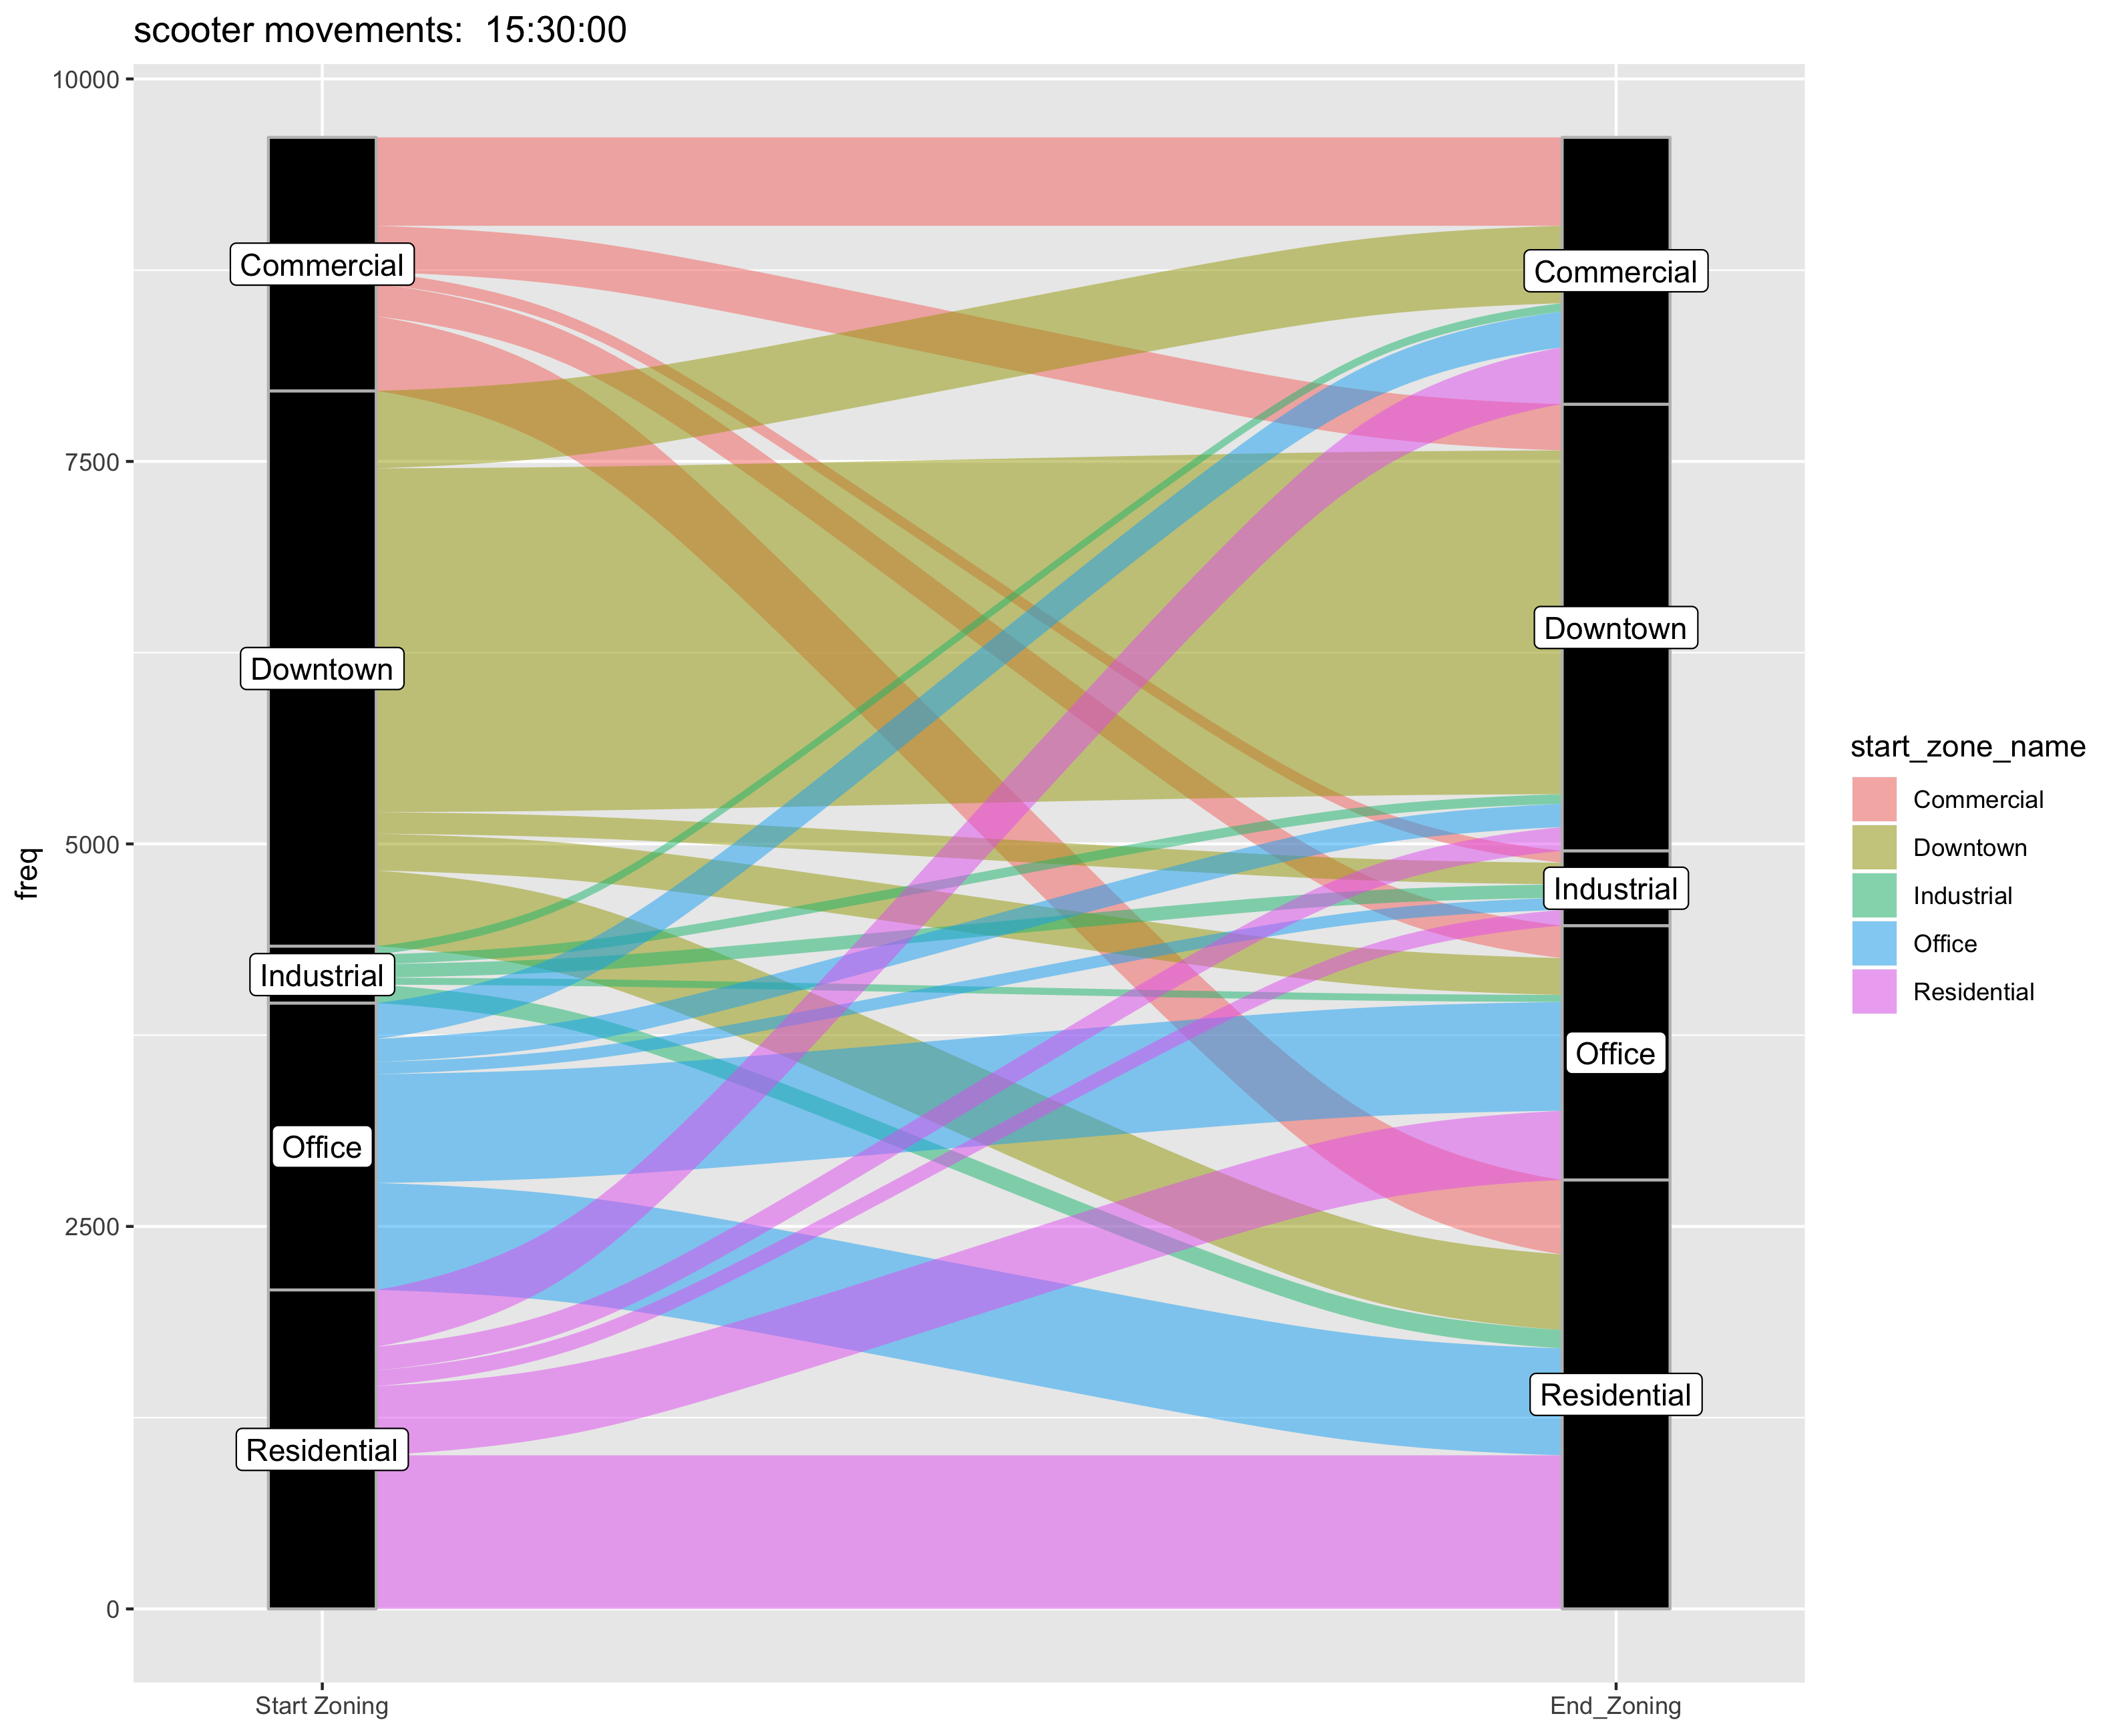 scooter movements:  15:30:00
10000
7500
5000
2500
0
freq
Commercial
Downtown
Industrial
Office
Residential
Commercial
Downtown
Industrial
Office
Residential
Start Zoning
End_Zoning
start_zone_name
Commercial
Downtown
Industrial
Office
Residential